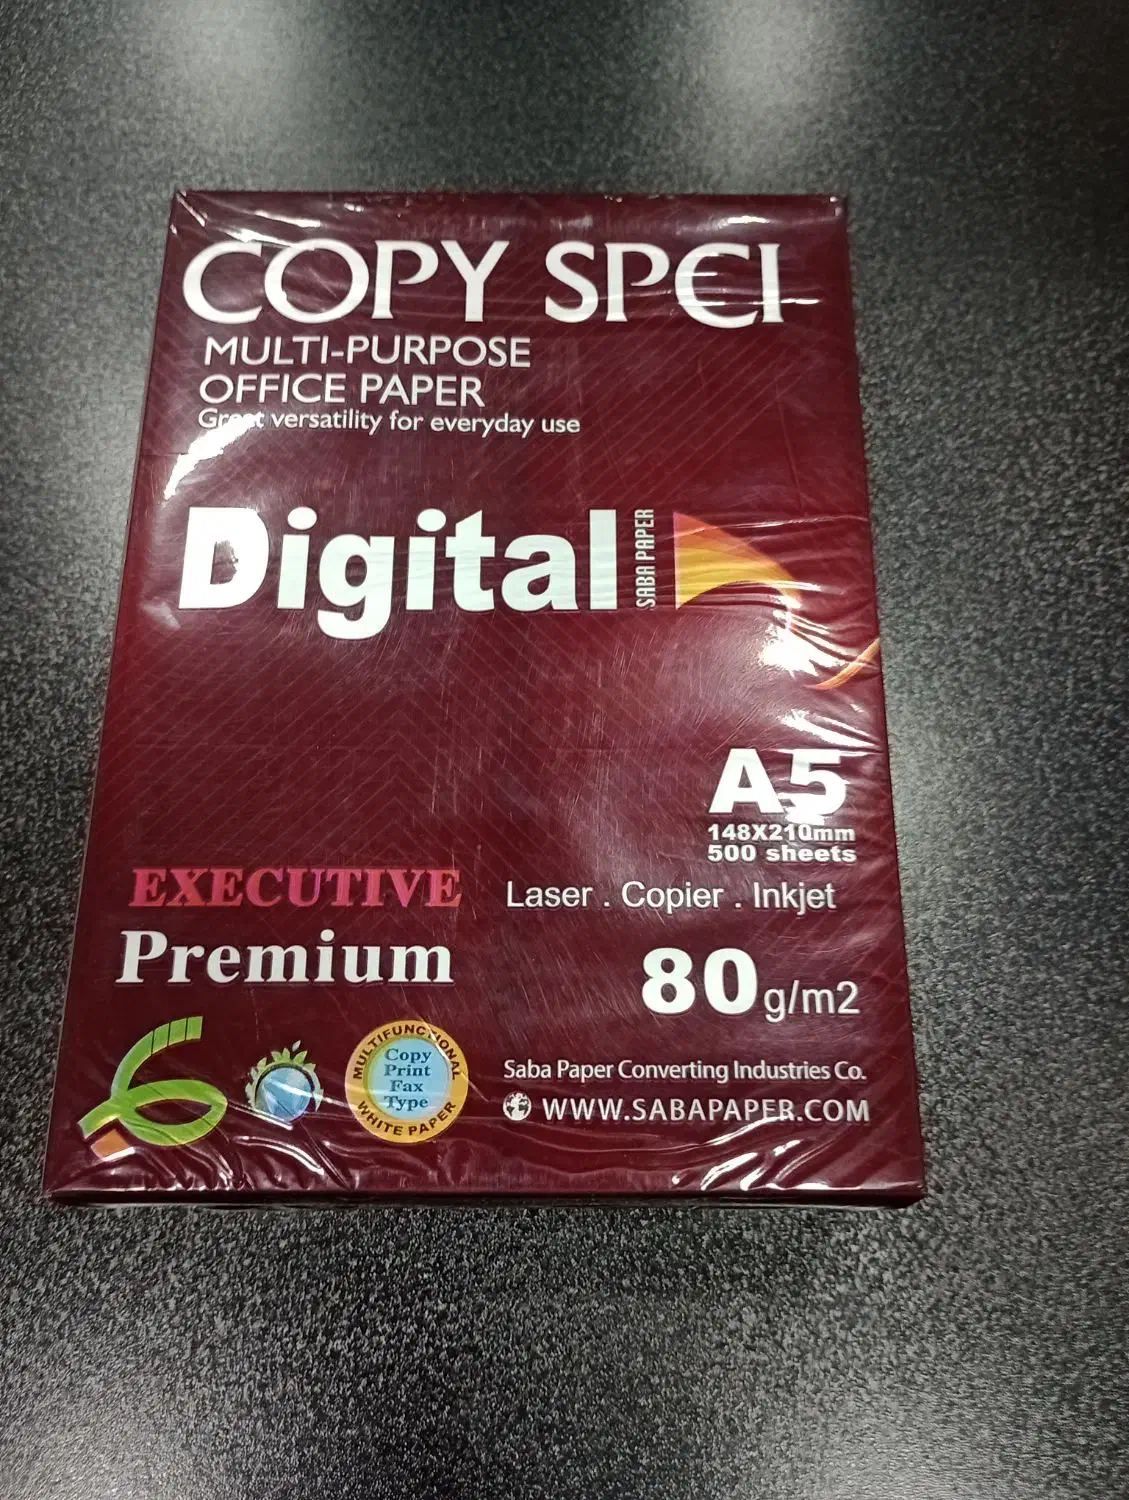 COPY SPCI
MULTI-PURPOSE
OFFICE PAPER
Great versatility for everyday use
Digital
SABA PAPER
A5
148X210mm
500 sheets
EXECUTIVE
Laser . Copier . Inkjet
Premium
80 g/m2
MULTIFUNCTIONAL
Copy
Print
Fax
Type
WHITE PAPER
Saba Paper Converting Industries Co.
WWW.SABAPAPER.COM